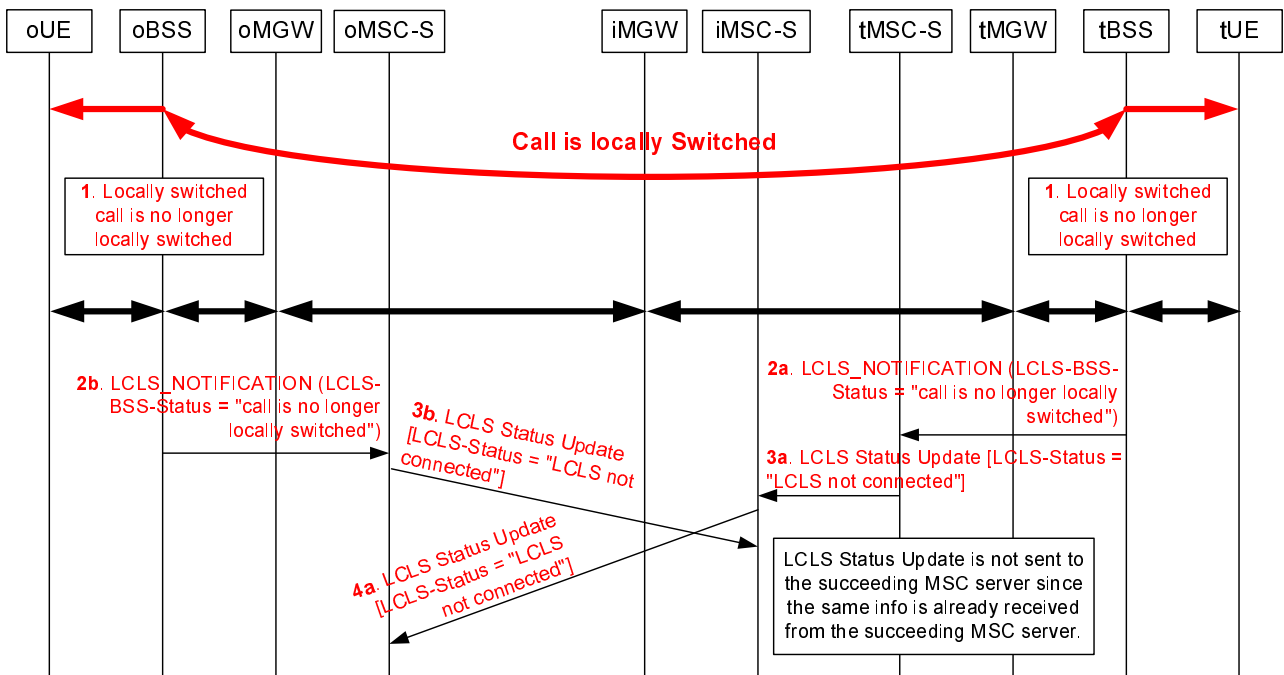 oUE
oBSS
oMGW
oMSC-S
iMGW
iMSC-S
tMSC-S
tMGW
tBSS
tUE
Call is locally Switched
1. Locally switched
call is no longer
locally switched
1. Locally switched
call is no longer
locally switched
2b. LCLS_NOTIFICATION (LCLS-
BSS-Status = "call is no longer
locally switched")
2a. LCLS_NOTIFICATION (LCLS-BSS-
Status = "call is no longer locally
switched")
3b. LCLS Status Update
[LCLS-Status = "LCLS not
connected"]
3a. LCLS Status Update [LCLS-Status =
"LCLS not connected"]
4a. LCLS Status Update
[LCLS-Status = "LCLS
not connected"]
LCLS Status Update is not sent to
the succeeding MSC server since
the same info is already received
from the succeeding MSC server.